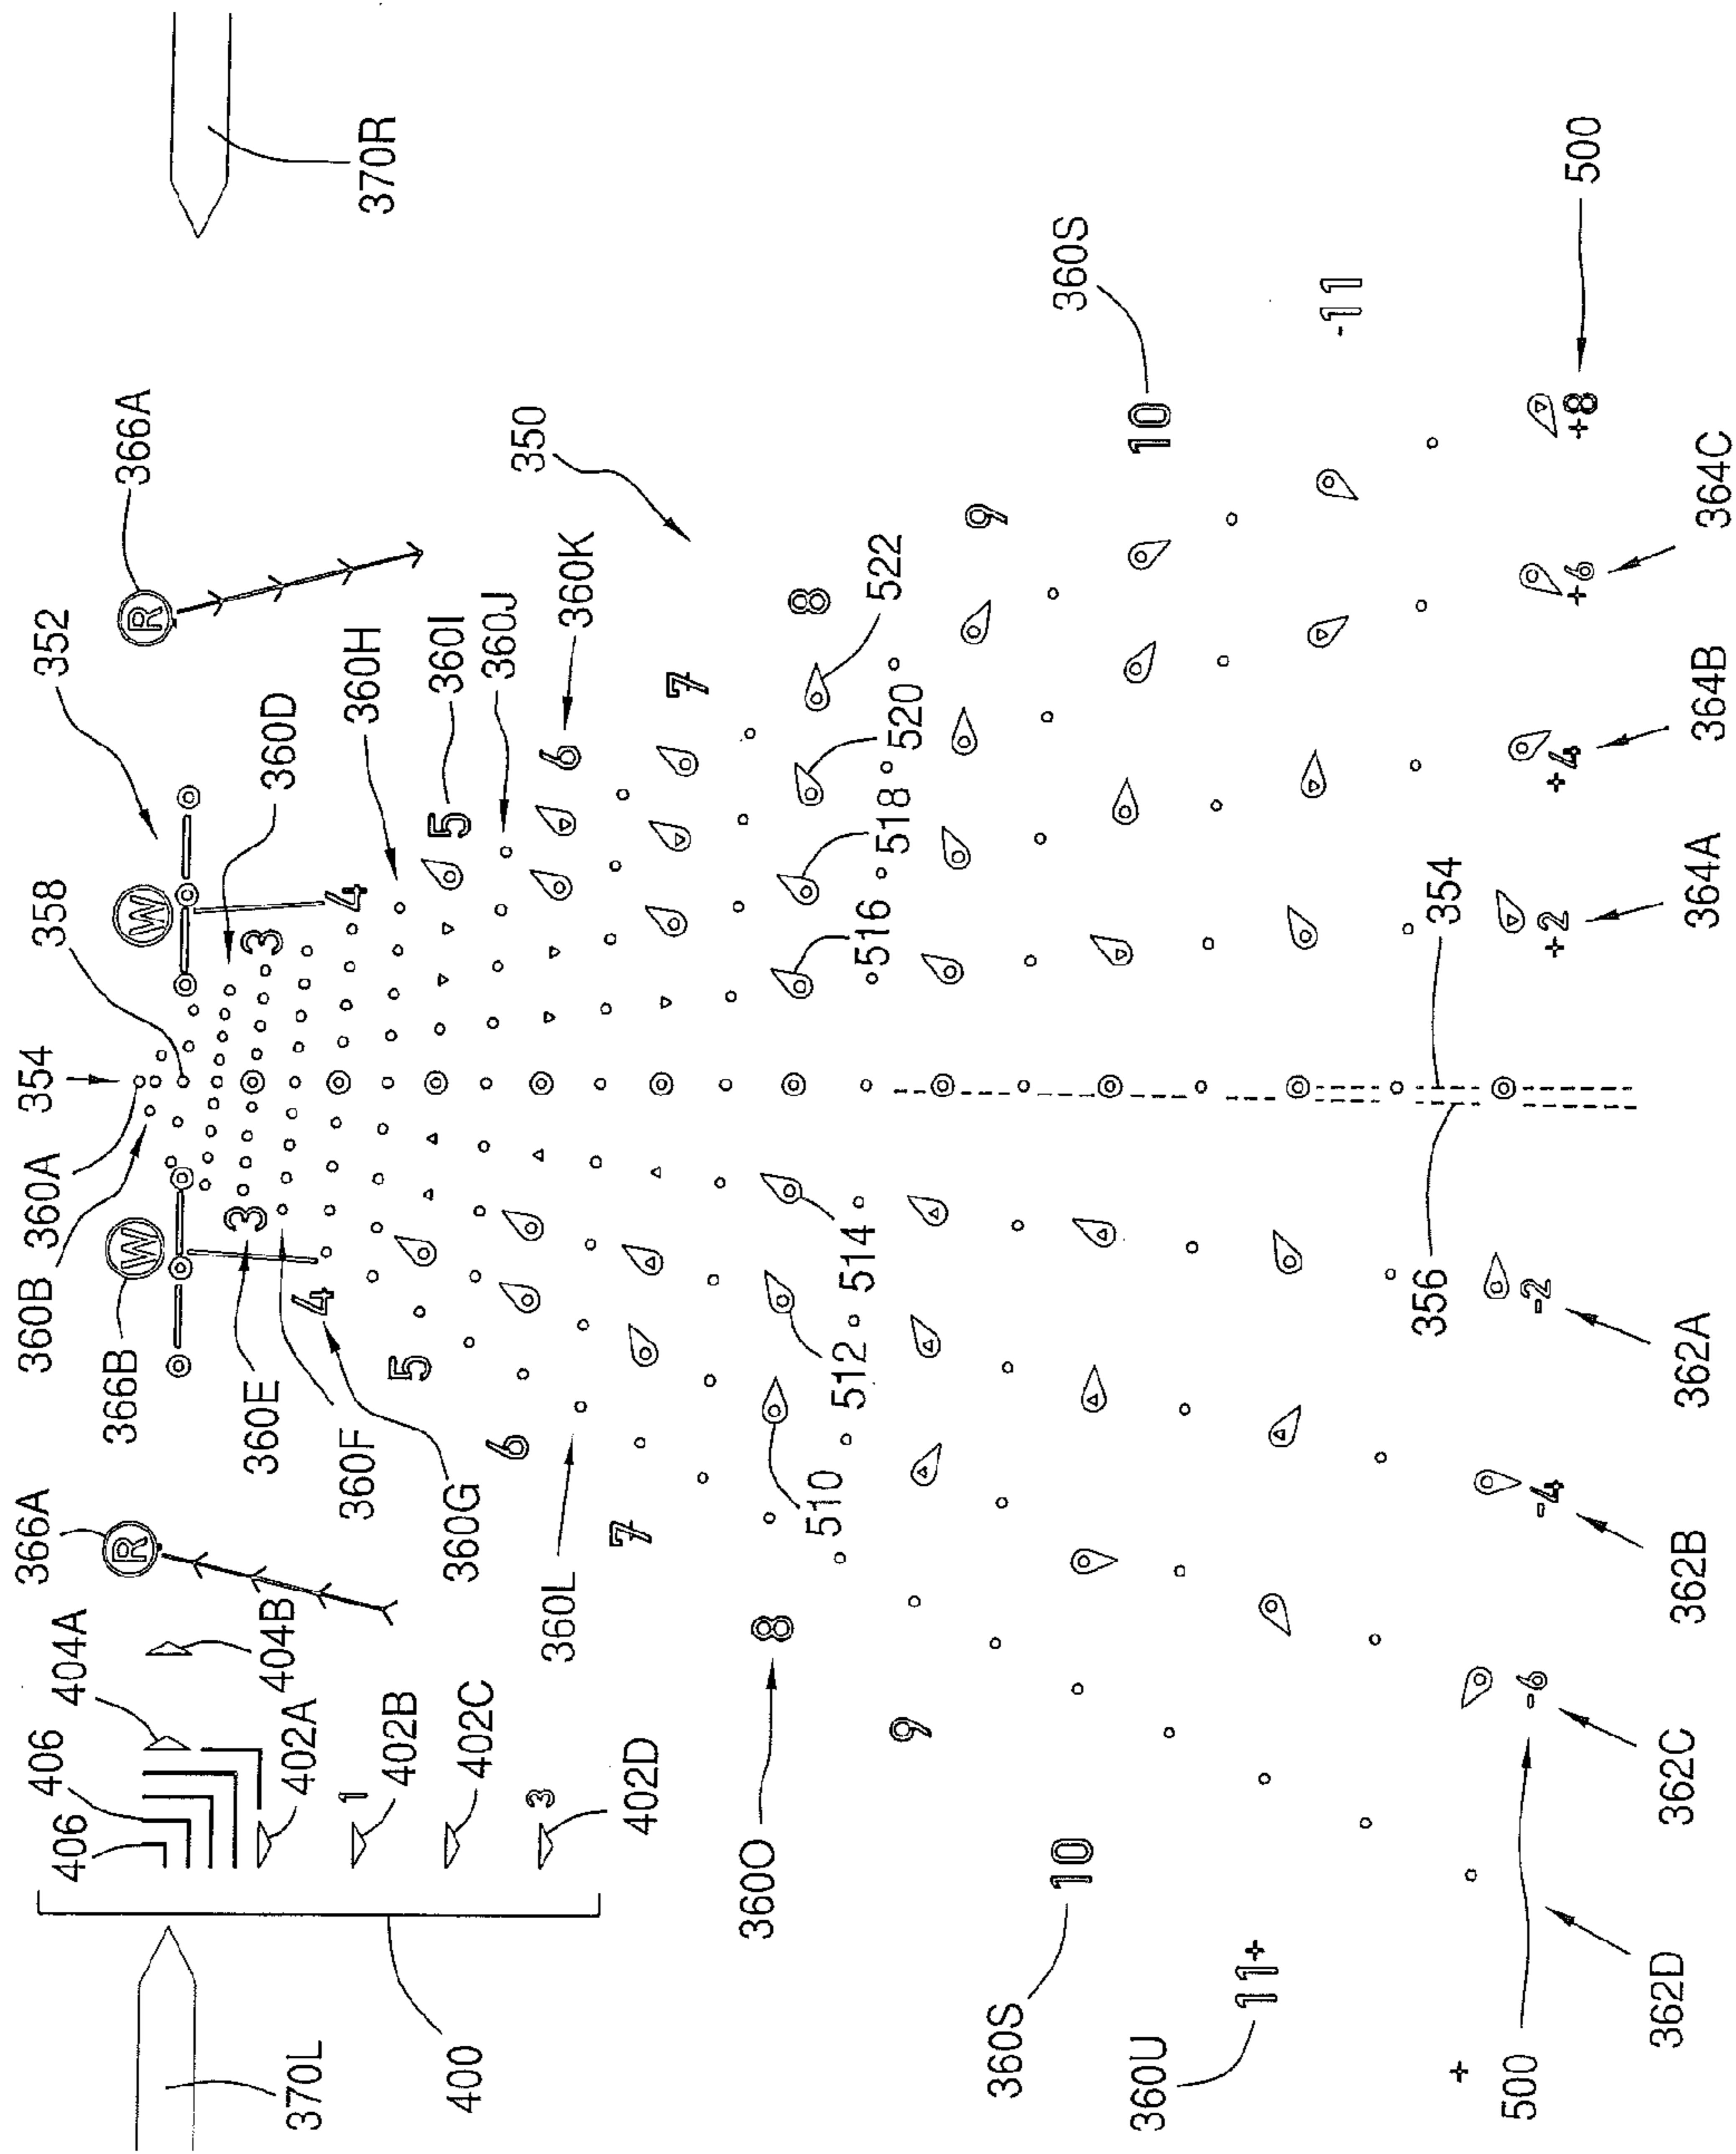 360B
354
406
404A
360A
358
352
406
366A
366B
366A
R
W
W
R
404B
360E
3
3
360D
402A
370L
4
4
1
360F
360H
370R
402B
5
5
360I
400
402C
360G
360J
6
350
3
6
360K
360L
402D
7
7
360O
8
8
510
512
514
516
518
520
522
9
9
360S
10
360S
10
360U
11+
-11
356
354
+
500
-6
-4
-2
+2
+4
+6
+8
500
362D
362C
362B
362A
364A
364B
364C